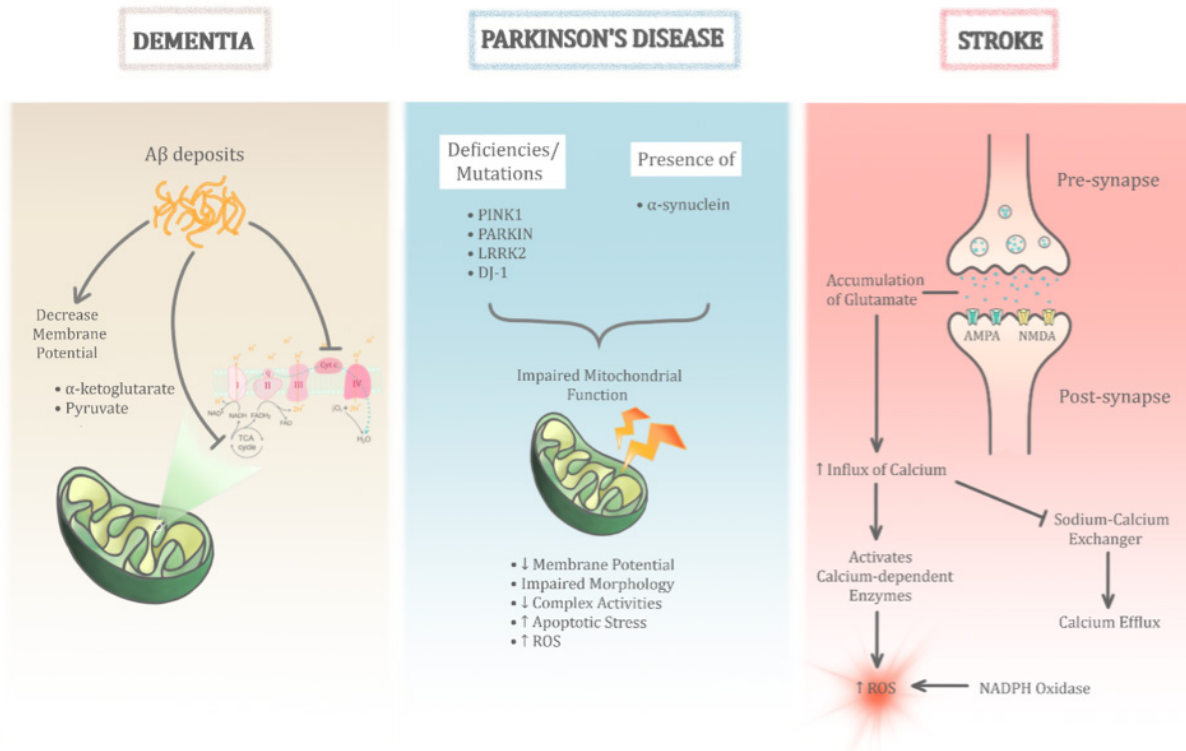 DEMENTIA
PARKINSON'S DISEASE
STROKE
Aβ deposits
Decrease
Membrane
Potential
• α-ketoglutarate
• Pyruvate
I
Q
II
III
Cyt c
IV
NADH
FADH₂
FAD
H₂O
TCA
cycle
Deficiencies/
Mutations
• PINK1
• PARKIN
• LRRK2
• DJ-1
Presence of
• α-synuclein
Impaired Mitochondrial
Function
• ↓ Membrane Potential
• Impaired Morphology
• ↓ Complex Activities
• ↑ Apoptotic Stress
• ↑ ROS
Pre-synapse
Accumulation
of Glutamate
AMPA
NMDA
Post-synapse
↑ Influx of Calcium
Sodium-Calcium
Exchanger
Activates
Calcium-dependent
Enzymes
Calcium Efflux
↑ ROS
NADPH Oxidase